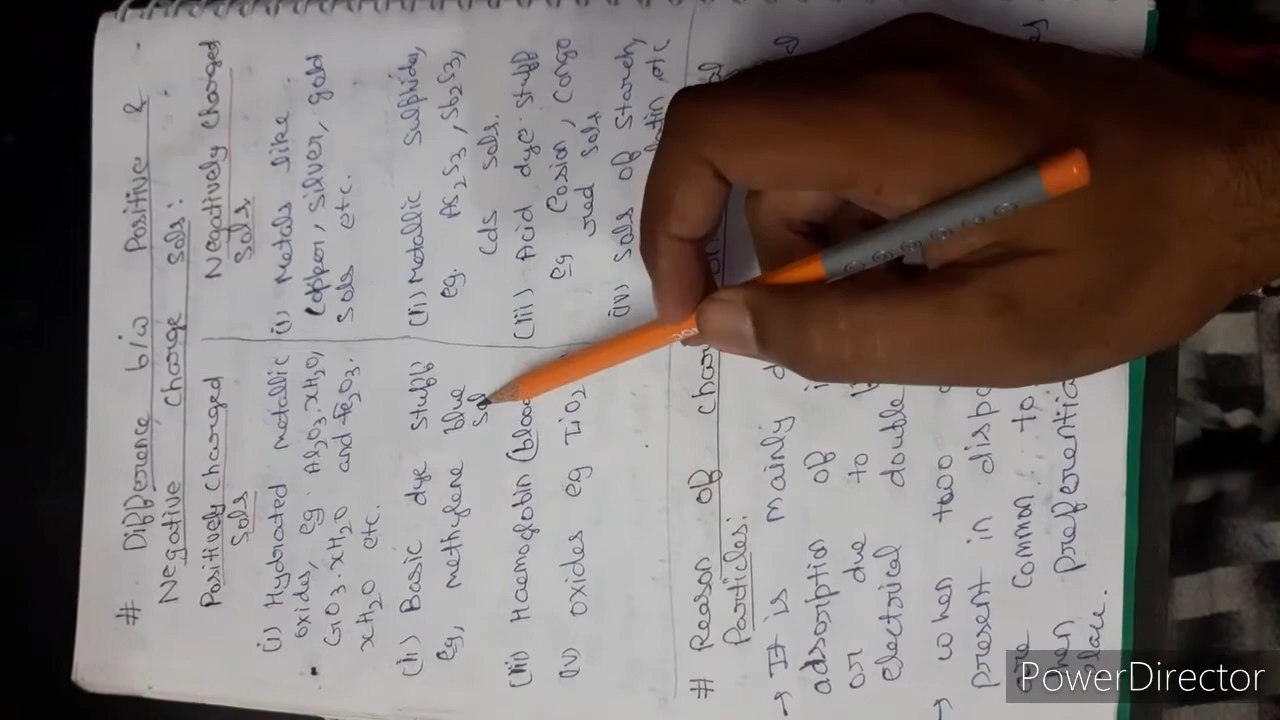 # Difference b/w Positive &
Negative Charge Sols:
Positively Charged
Sols
(i) Hydrated metallic
oxides, eg. Al2O3.xH2O,
CrO3.xH2O and Fe2O3.
xH2O etc.
(ii) Basic dye stuff
Eg, methylene blue
Sol
(iii) Haemoglobin (blood
(iv) oxides eg TiO2
Negatively Charged
Sols
(i) Metals like
Copper, Silver, gold
Sols etc.
(ii) Metallic Sulphides,
eg. As2S3, Sb2S3,
Cds sols.
(iii) Acid dye stuff
Eg Eosion, Congo
red sols
(iv) Sols of Starch,
etc
# Reason of
Particles:
→ It is mainly
adsorption of
or due to
Electrical double
→ when two
present in
are Common to
then preferential
place.
PowerDirector